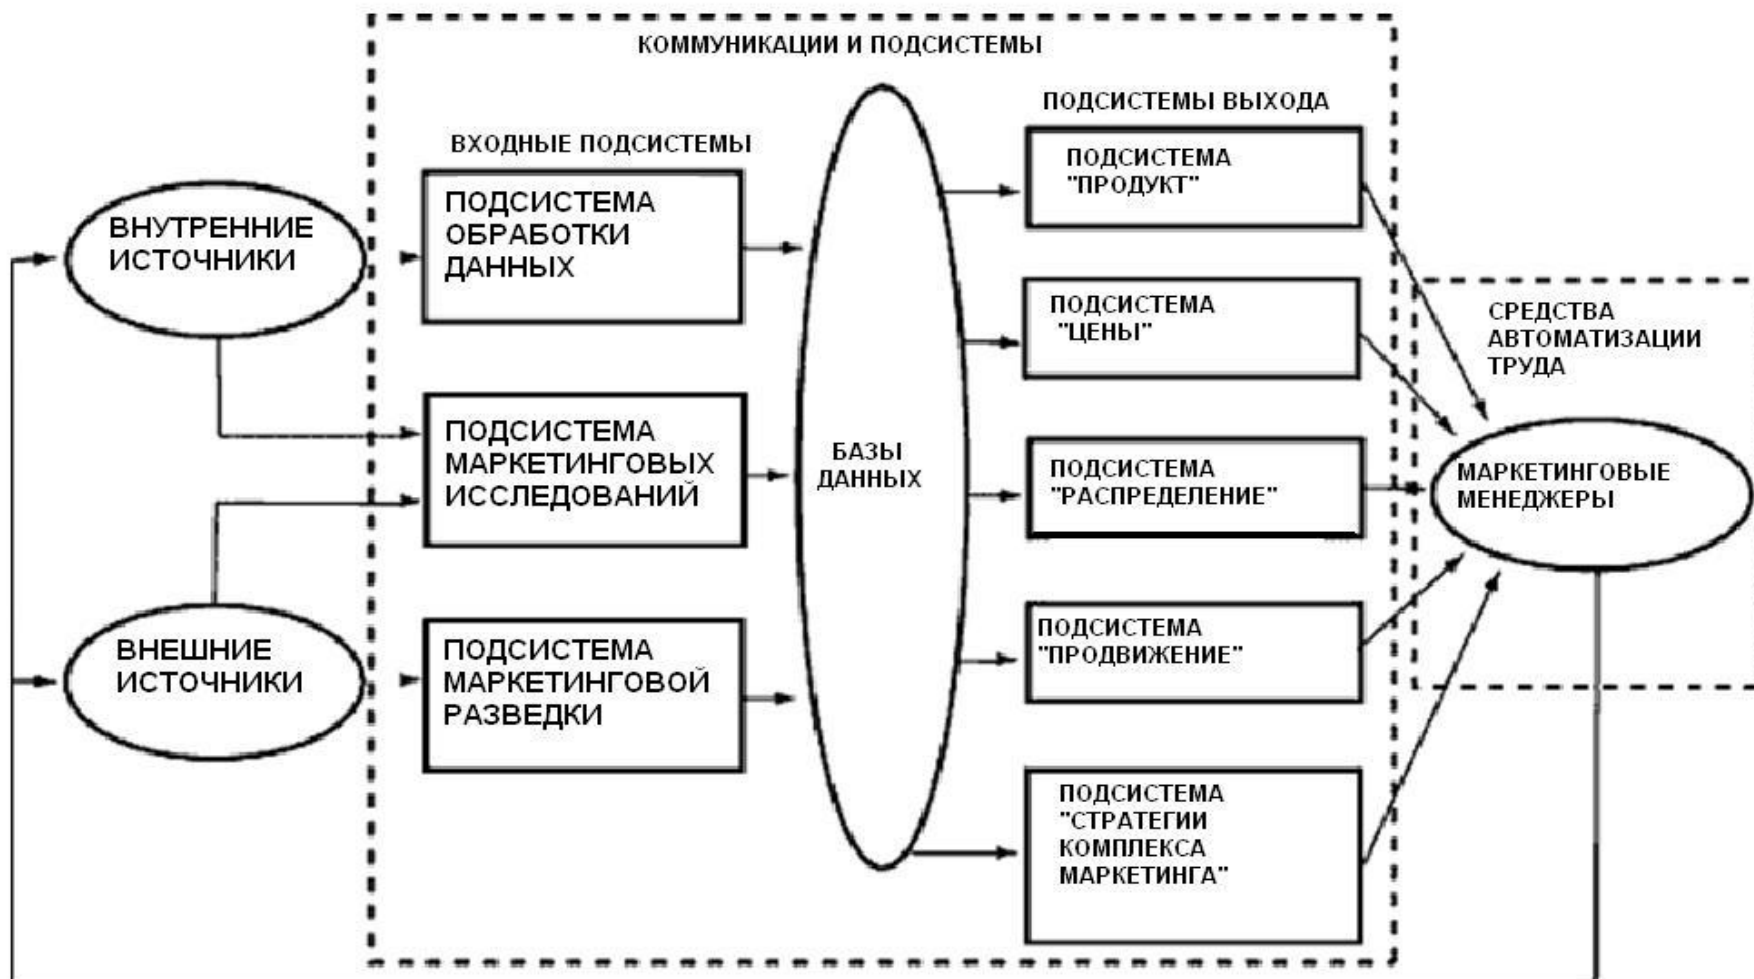 КОММУНИКАЦИИ И ПОДСИСТЕМЫ
ВХОДНЫЕ ПОДСИСТЕМЫ
ПОДСИСТЕМЫ ВЫХОДА
ВНУТРЕННИЕ
ИСТОЧНИКИ
ВНЕШНИЕ
ИСТОЧНИКИ
ПОДСИСТЕМА
ОБРАБОТКИ
ДАННЫХ
ПОДСИСТЕМА
МАРКЕТИНГОВЫХ
ИССЛЕДОВАНИЙ
ПОДСИСТЕМА
МАРКЕТИНГОВОЙ
РАЗВЕДКИ
БАЗЫ
ДАННЫХ
ПОДСИСТЕМА
"ПРОДУКТ"
ПОДСИСТЕМА
"ЦЕНЫ"
ПОДСИСТЕМА
"РАСПРЕДЕЛЕНИЕ"
ПОДСИСТЕМА
"ПРОДВИЖЕНИЕ"
ПОДСИСТЕМА
"СТРАТЕГИИ
КОМПЛЕКСА
МАРКЕТИНГА"
СРЕДСТВА
АВТОМАТИЗАЦИИ
ТРУДА
МАРКЕТИНГОВЫЕ
МЕНЕДЖЕРЫ